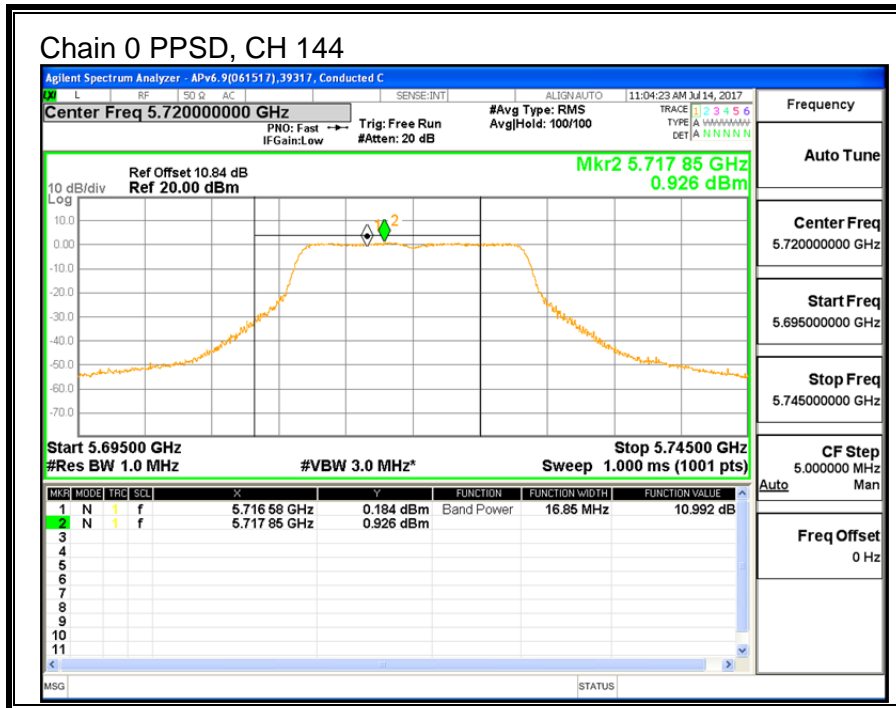 Chain 0 PPSD, CH 144
Agilent Spectrum Analyzer - APv6.9(061517),39317, Conducted C
LXI L RF 50 Ω AC SENSE:INT ALIGN AUTO 11:04:23 AM Jul 14, 2017
Center Freq 5.720000000 GHz
PNO: Fast
IFGain:Low
Trig: Free Run
#Atten: 20 dB
#Avg Type: RMS
Avg|Hold: 100/100
TRACE 1 2 3 4 5 6
TYPE A WWWWW
DET A N N N N N
Ref Offset 10.84 dB
Ref 20.00 dBm
10 dB/div
Log
Mkr2 5.717 85 GHz
0.926 dBm
10.0
0.00
-10.0
-20.0
-30.0
-40.0
-50.0
-60.0
-70.0
1 2
Start 5.69500 GHz
Stop 5.74500 GHz
#Res BW 1.0 MHz #VBW 3.0 MHz* Sweep 1.000 ms (1001 pts)
MKR MODE TRC SCL X Y FUNCTION FUNCTION WIDTH FUNCTION VALUE
1 N 1 f 5.716 58 GHz 0.184 dBm Band Power 16.85 MHz 10.992 dB
2 N 1 f 5.717 85 GHz 0.926 dBm
3
4
5
6
7
8
9
10
11
MSG STATUS
Frequency
Auto Tune
Center Freq
5.720000000 GHz
Start Freq
5.695000000 GHz
Stop Freq
5.745000000 GHz
CF Step
5.000000 MHz
Auto Man
Freq Offset
0 Hz